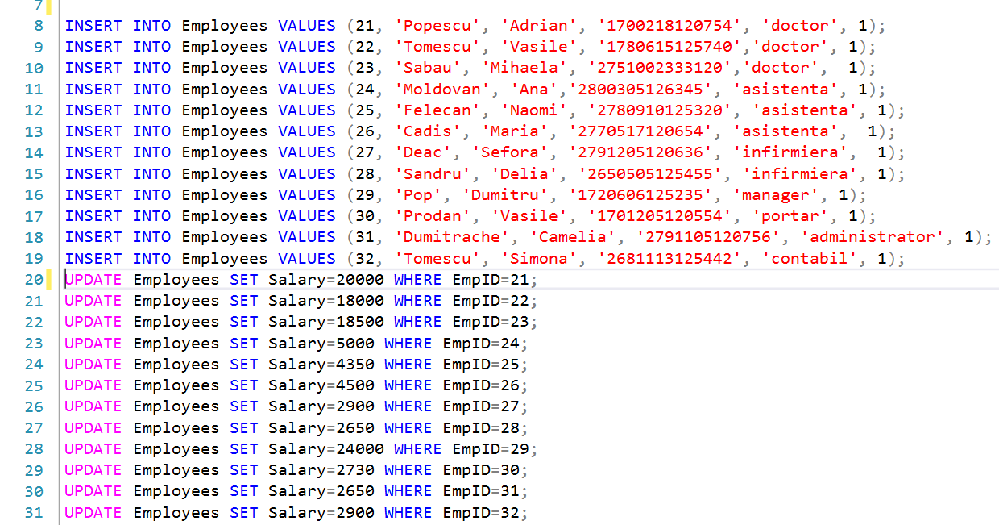 7
8 INSERT INTO Employees VALUES (21, 'Popescu', 'Adrian', '1700218120754', 'doctor', 1);
9 INSERT INTO Employees VALUES (22, 'Tomescu', 'Vasile', '1780615125740','doctor', 1);
10 INSERT INTO Employees VALUES (23, 'Sabau', 'Mihaela', '2751002333120','doctor',  1);
11 INSERT INTO Employees VALUES (24, 'Moldovan', 'Ana','2800305126345', 'asistenta', 1);
12 INSERT INTO Employees VALUES (25, 'Felecan', 'Naomi', '2780910125320', 'asistenta', 1);
13 INSERT INTO Employees VALUES (26, 'Cadis', 'Maria', '2770517120654', 'asistenta',  1);
14 INSERT INTO Employees VALUES (27, 'Deac', 'Sefora', '2791205120636', 'infirmiera',  1);
15 INSERT INTO Employees VALUES (28, 'Sandru', 'Delia', '2650505125455', 'infirmiera', 1);
16 INSERT INTO Employees VALUES (29, 'Pop', 'Dumitru', '1720606125235', 'manager', 1);
17 INSERT INTO Employees VALUES (30, 'Prodan', 'Vasile', '1701205120554', 'portar', 1);
18 INSERT INTO Employees VALUES (31, 'Dumitrache', 'Camelia', '2791105120756', 'administrator', 1);
19 INSERT INTO Employees VALUES (32, 'Tomescu', 'Simona', '2681113125442', 'contabil', 1);
20 UPDATE Employees SET Salary=20000 WHERE EmpID=21;
21 UPDATE Employees SET Salary=18000 WHERE EmpID=22;
22 UPDATE Employees SET Salary=18500 WHERE EmpID=23;
23 UPDATE Employees SET Salary=5000 WHERE EmpID=24;
24 UPDATE Employees SET Salary=4350 WHERE EmpID=25;
25 UPDATE Employees SET Salary=4500 WHERE EmpID=26;
26 UPDATE Employees SET Salary=2900 WHERE EmpID=27;
27 UPDATE Employees SET Salary=2650 WHERE EmpID=28;
28 UPDATE Employees SET Salary=24000 WHERE EmpID=29;
29 UPDATE Employees SET Salary=2730 WHERE EmpID=30;
30 UPDATE Employees SET Salary=2650 WHERE EmpID=31;
31 UPDATE Employees SET Salary=2900 WHERE EmpID=32;